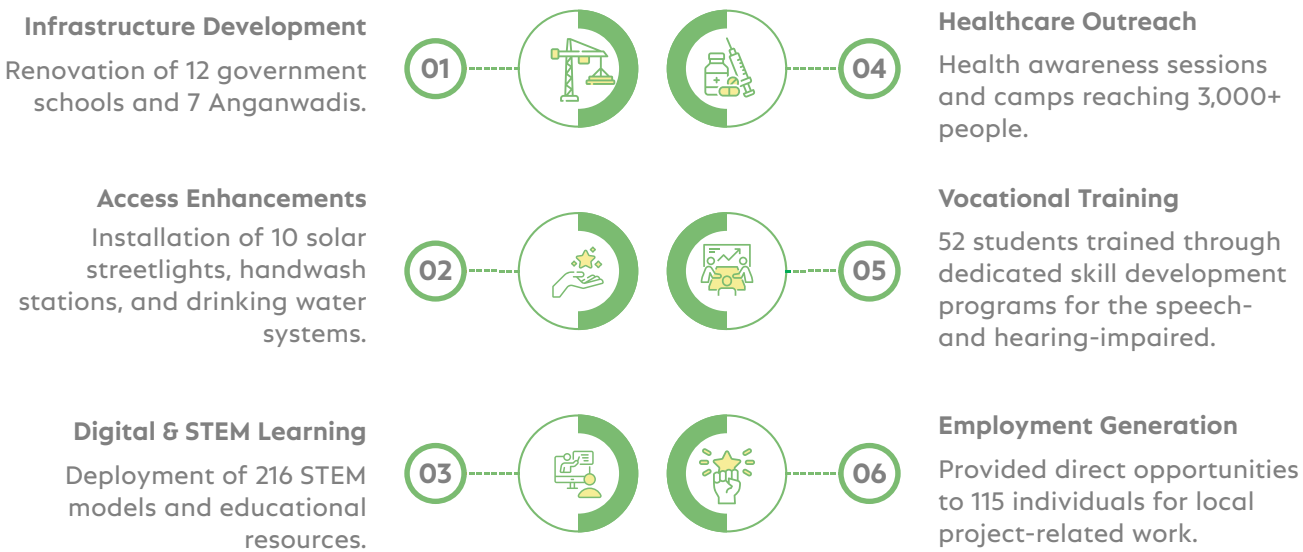 Infrastructure Development
Renovation of 12 government
schools and 7 Anganwadis.
01
Access Enhancements
Installation of 10 solar
streetlights, handwash
stations, and drinking water
systems.
02
Digital & STEM Learning
Deployment of 216 STEM
models and educational
resources.
03
04
Healthcare Outreach
Health awareness sessions
and camps reaching 3,000+
people.
05
Vocational Training
52 students trained through
dedicated skill development
programs for the speech-
and hearing-impaired.
06
Employment Generation
Provided direct opportunities
to 115 individuals for local
project-related work.